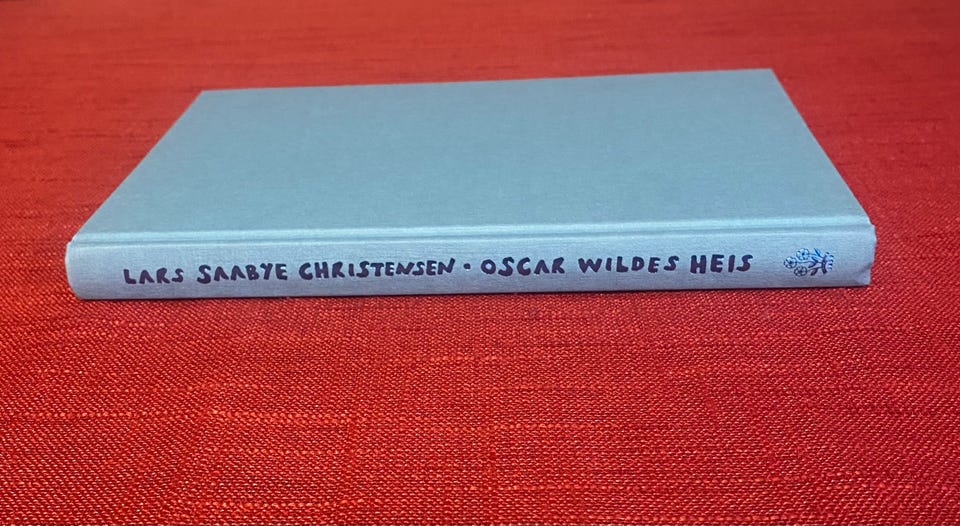 LARS SAABYE CHRISTENSEN • OSCAR WILDES HEIS